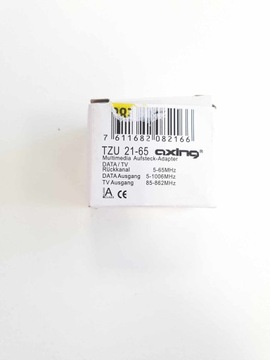 7 611682 082166
TZU 21-65 axing®
Multimedia Aufsteck-Adapter
DATA / TV
Rückkanal 5-65MHz
DATA Ausgang 5-1006MHz
TV Ausgang 85-862MHz
A CE